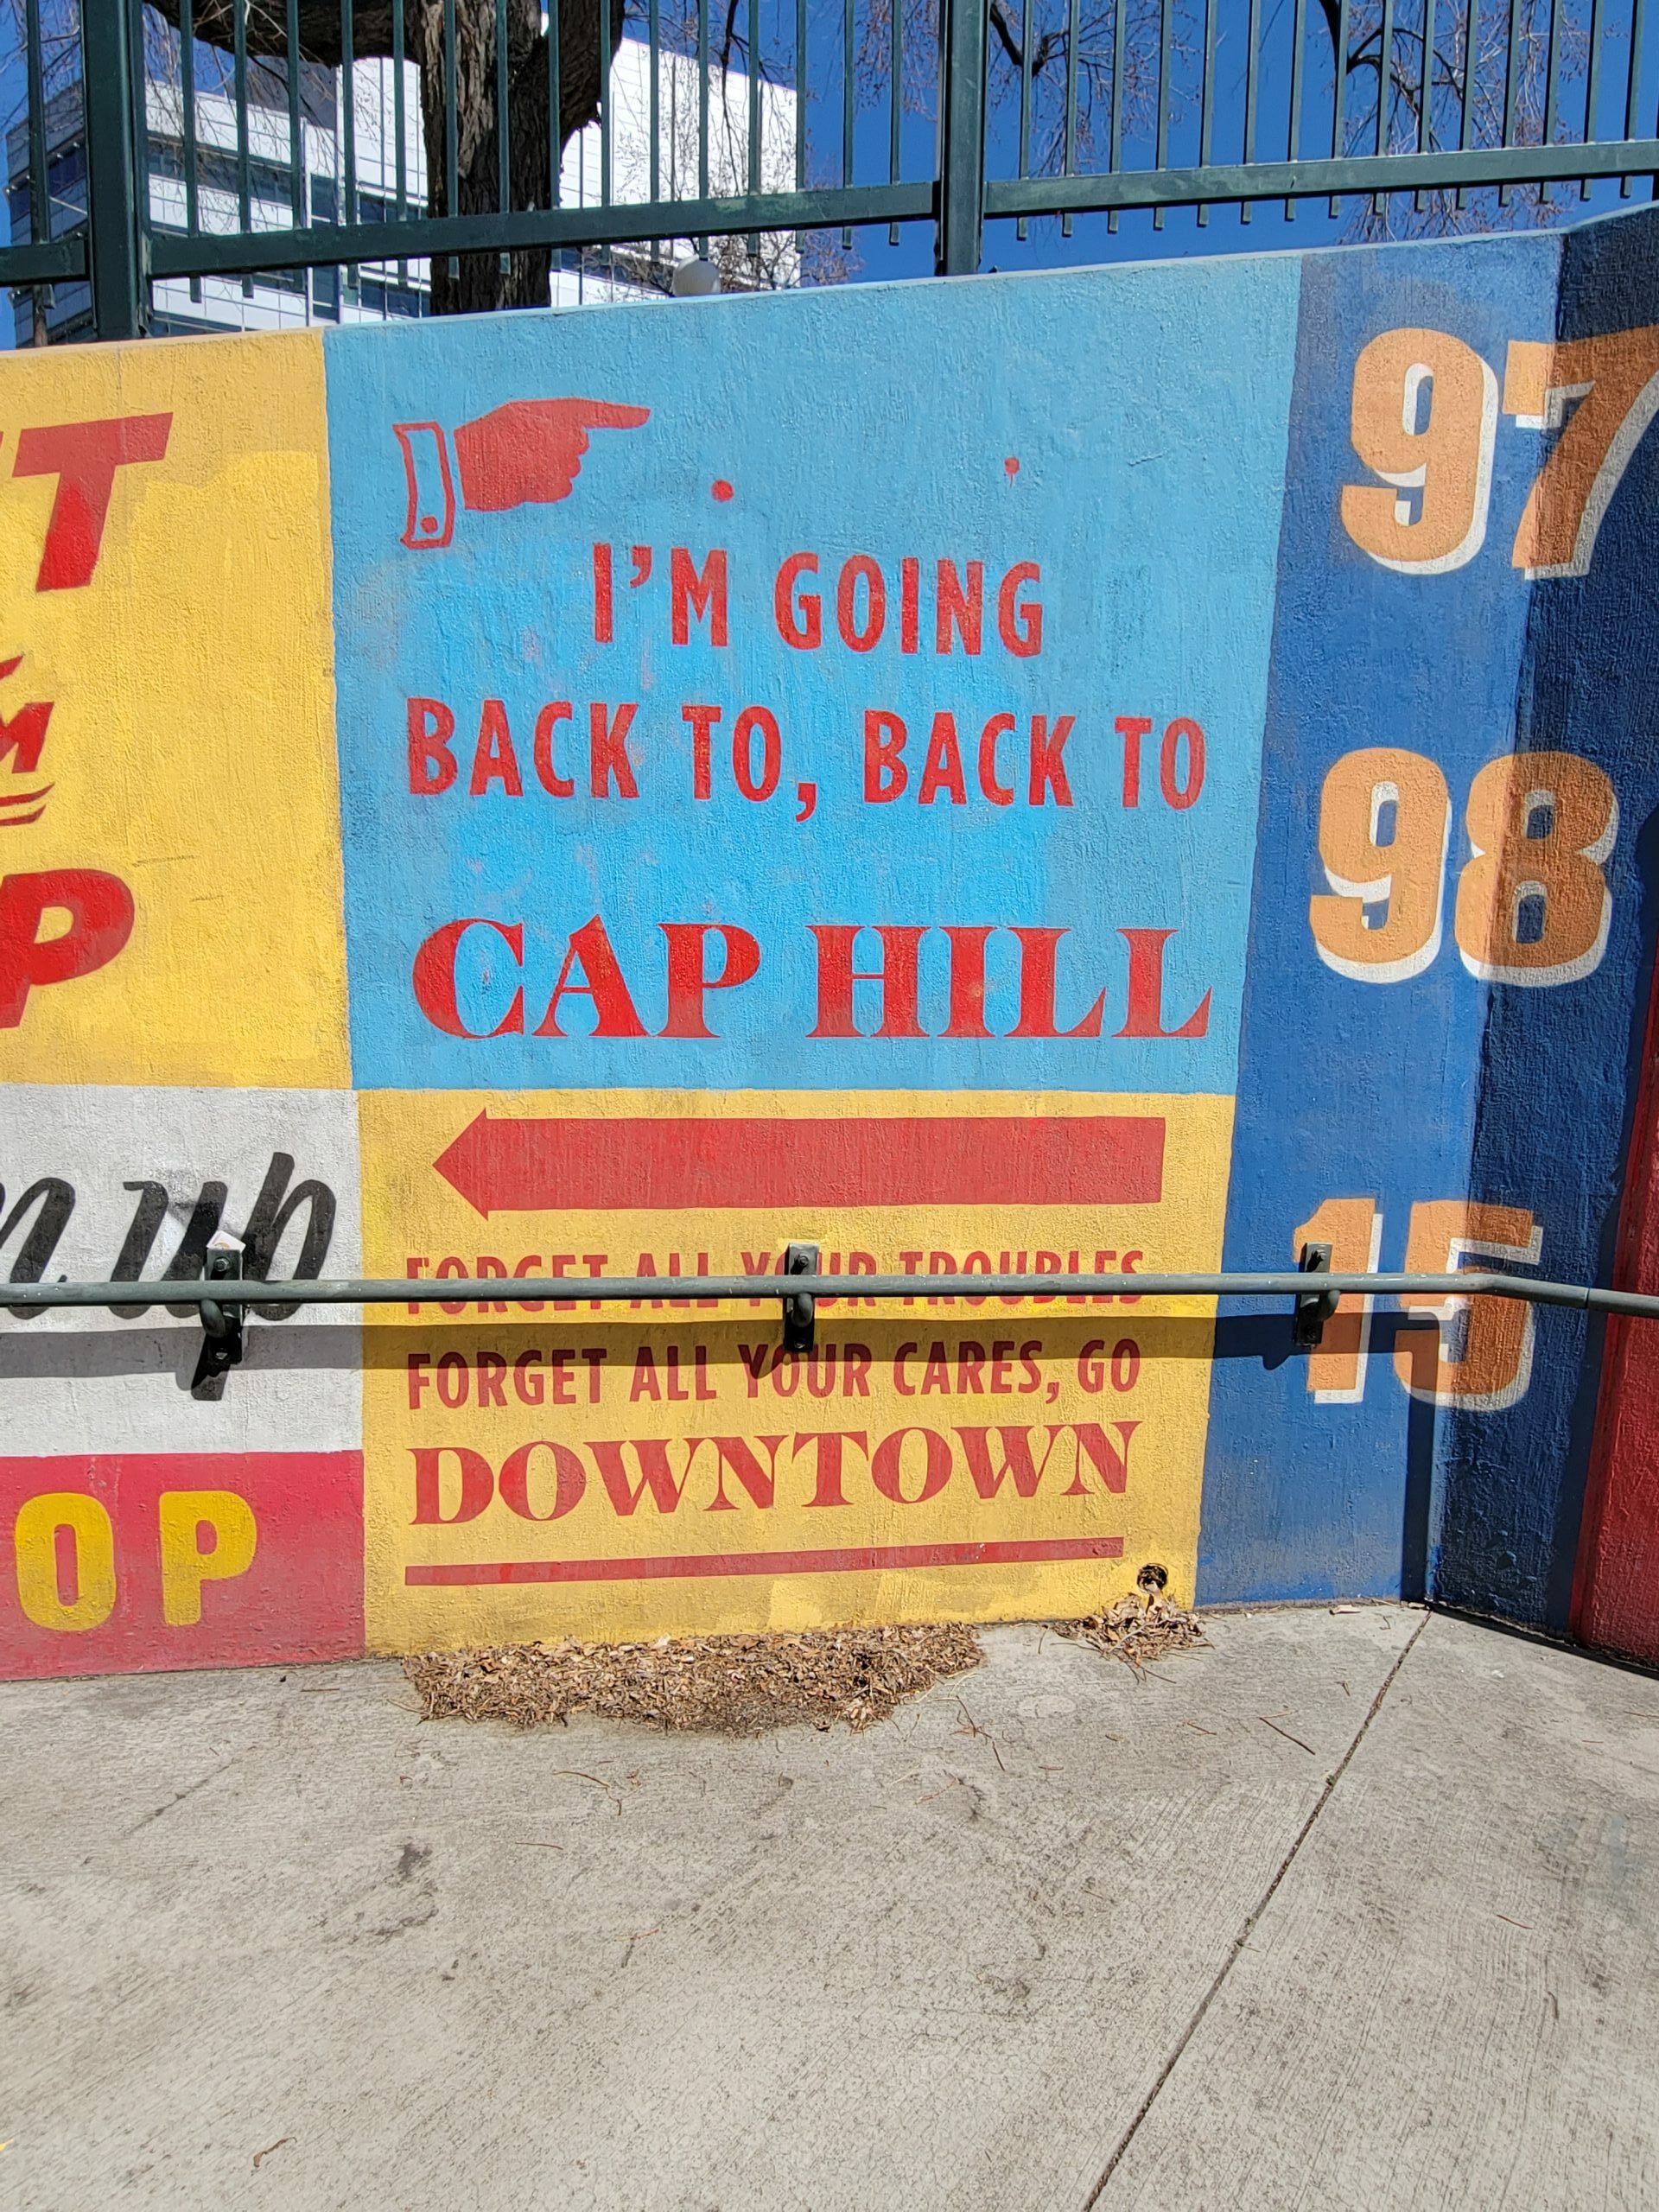 I'M GOING
BACK TO, BACK TO
CAP HILL
FORGET ALL YOUR TROUBLES
FORGET ALL YOUR CARES, GO
DOWNTOWN
97
98
15
T
M
P
up
OP